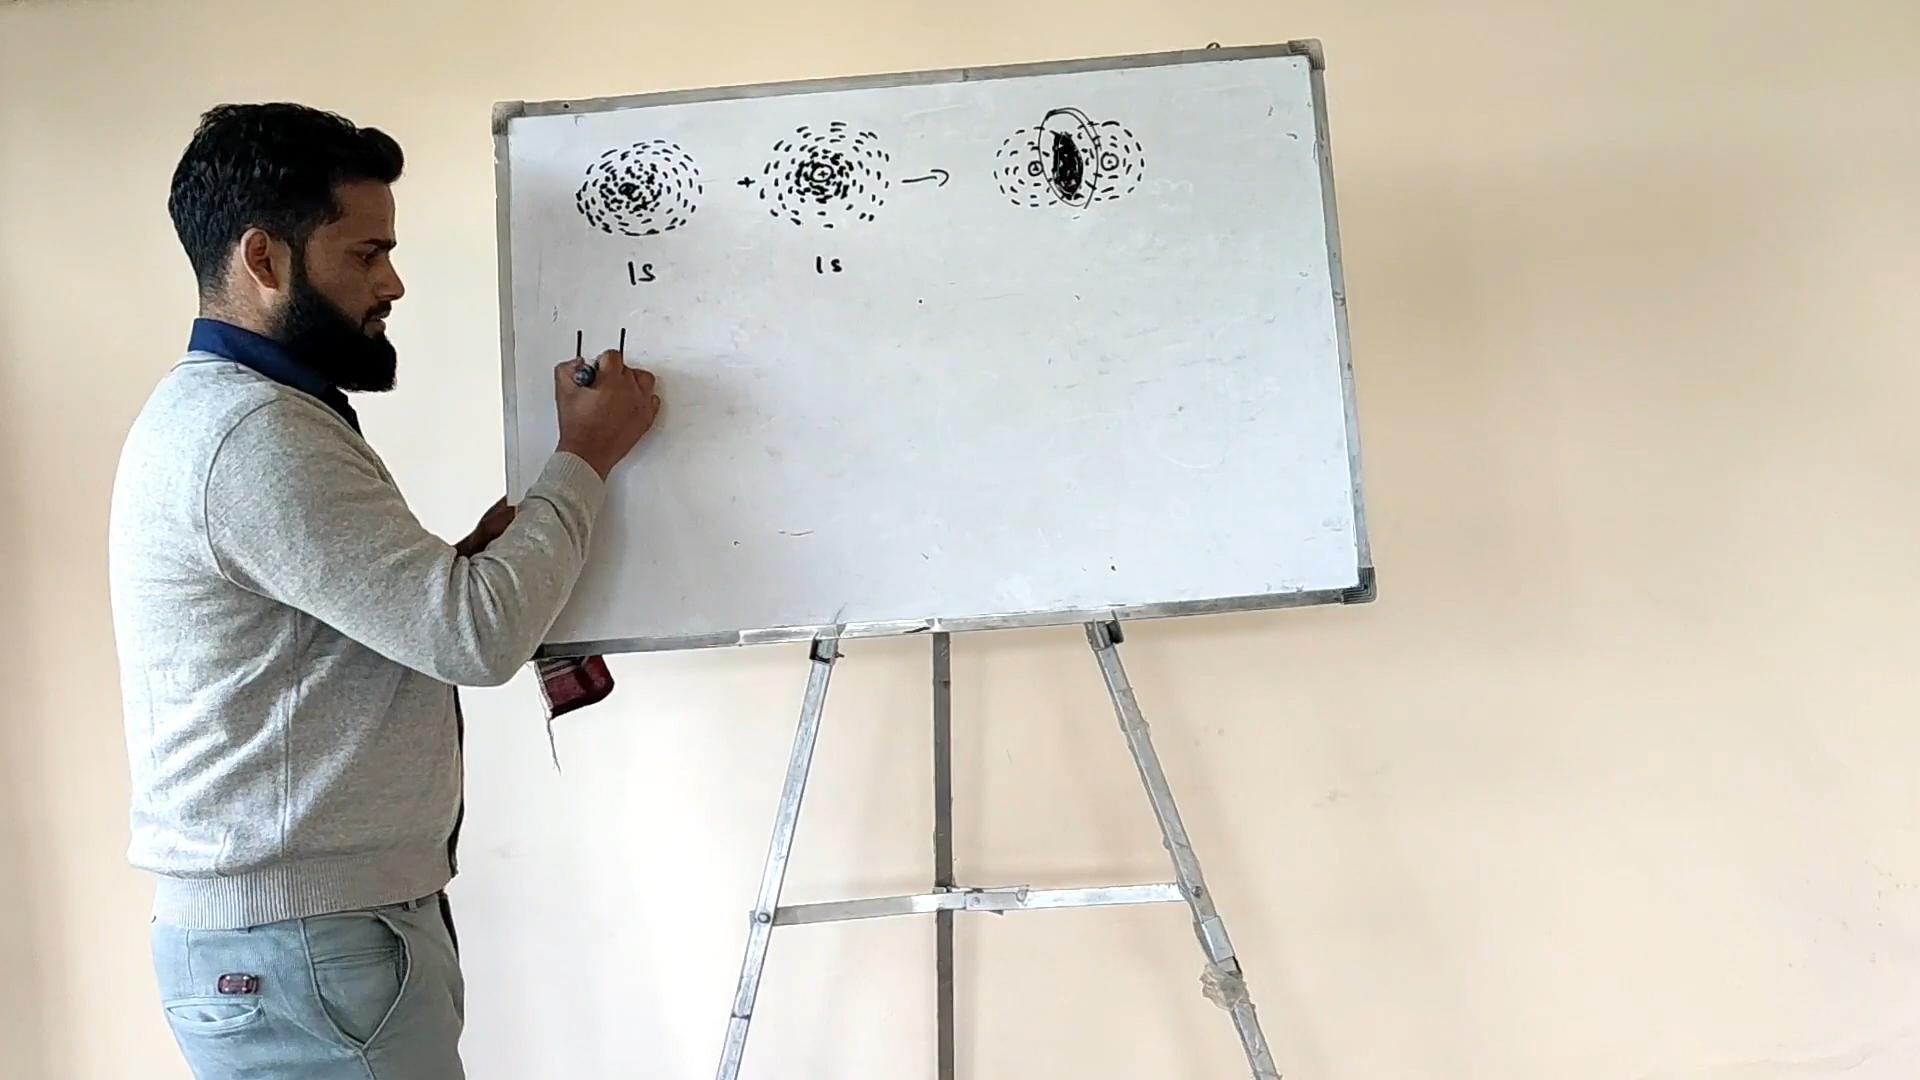 + + → + +
1S 1s